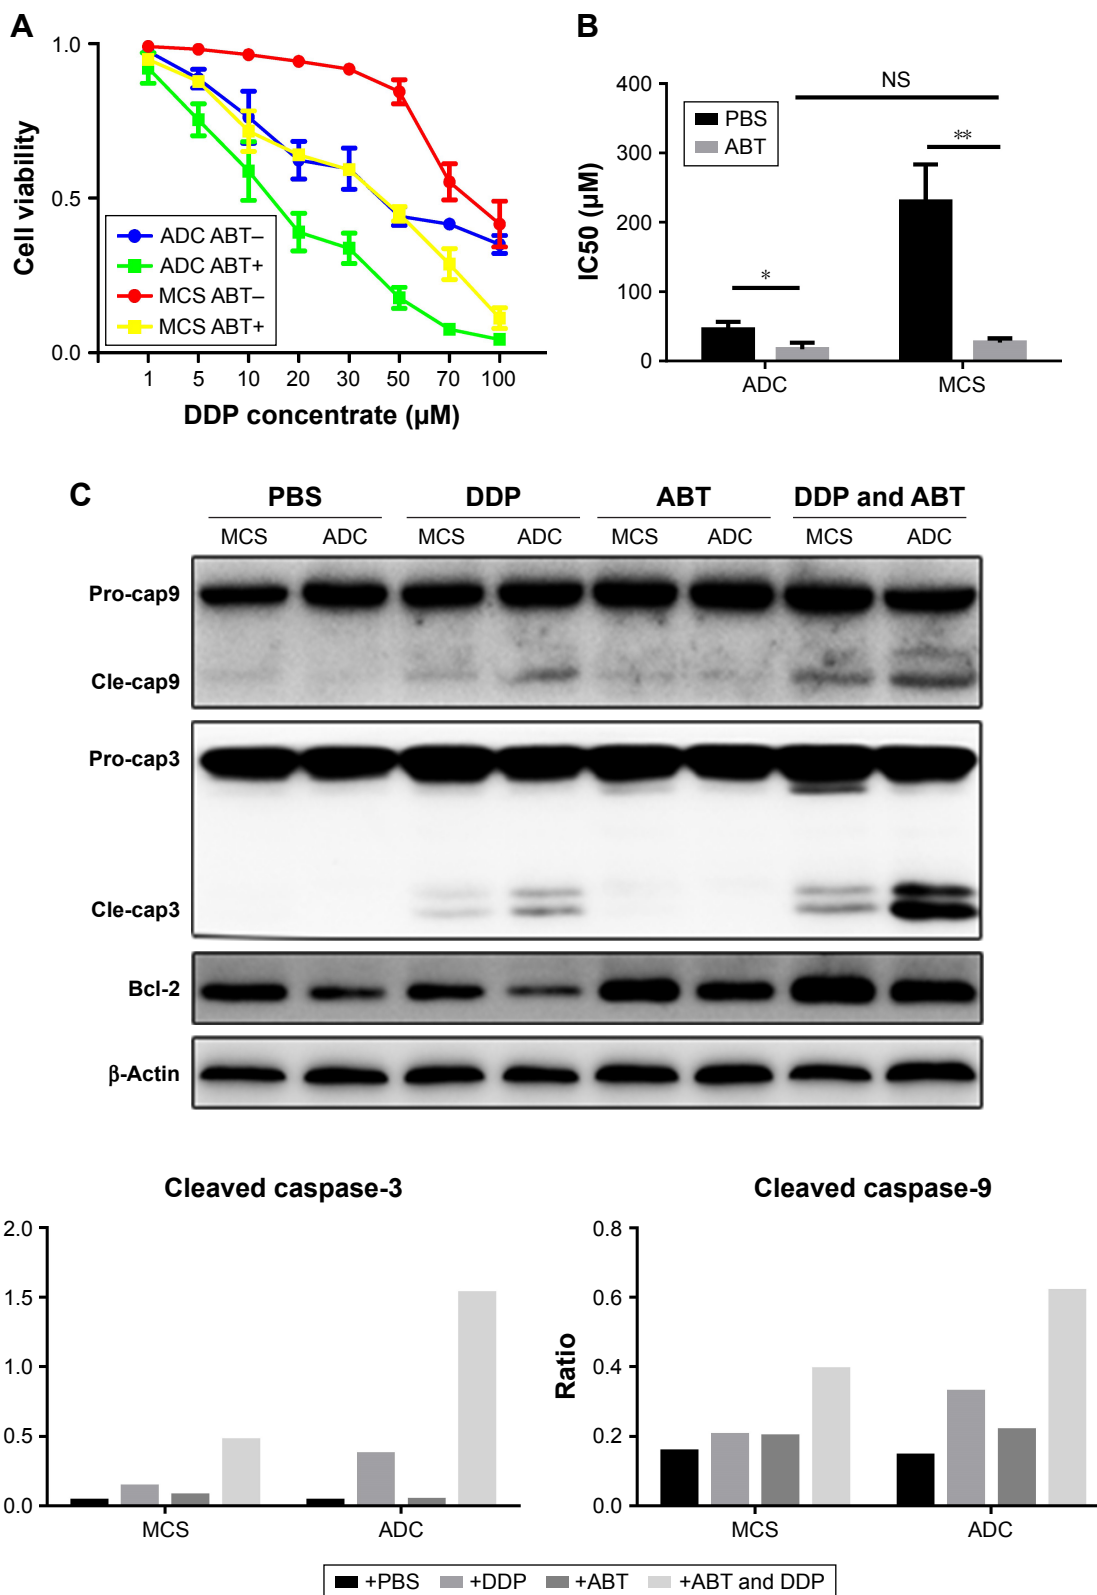 A
1.0
0.5
0.0
Cell viability
ADC ABT–
ADC ABT+
MCS ABT–
MCS ABT+
1 5 10 20 30 50 70 100
DDP concentrate (µM)
B
400
300
200
100
0
IC50 (µM)
PBS
ABT
NS
*
**
ADC MCS
C
PBS DDP ABT DDP and ABT
MCS ADC MCS ADC MCS ADC MCS ADC
Pro-cap9
Cle-cap9
Pro-cap3
Cle-cap3
Bcl-2
β-Actin
Cleaved caspase-3
2.0
1.5
1.0
0.5
0.0
MCS ADC
Cleaved caspase-9
0.8
0.6
0.4
0.2
0.0
Ratio
MCS ADC
+PBS +DDP +ABT +ABT and DDP